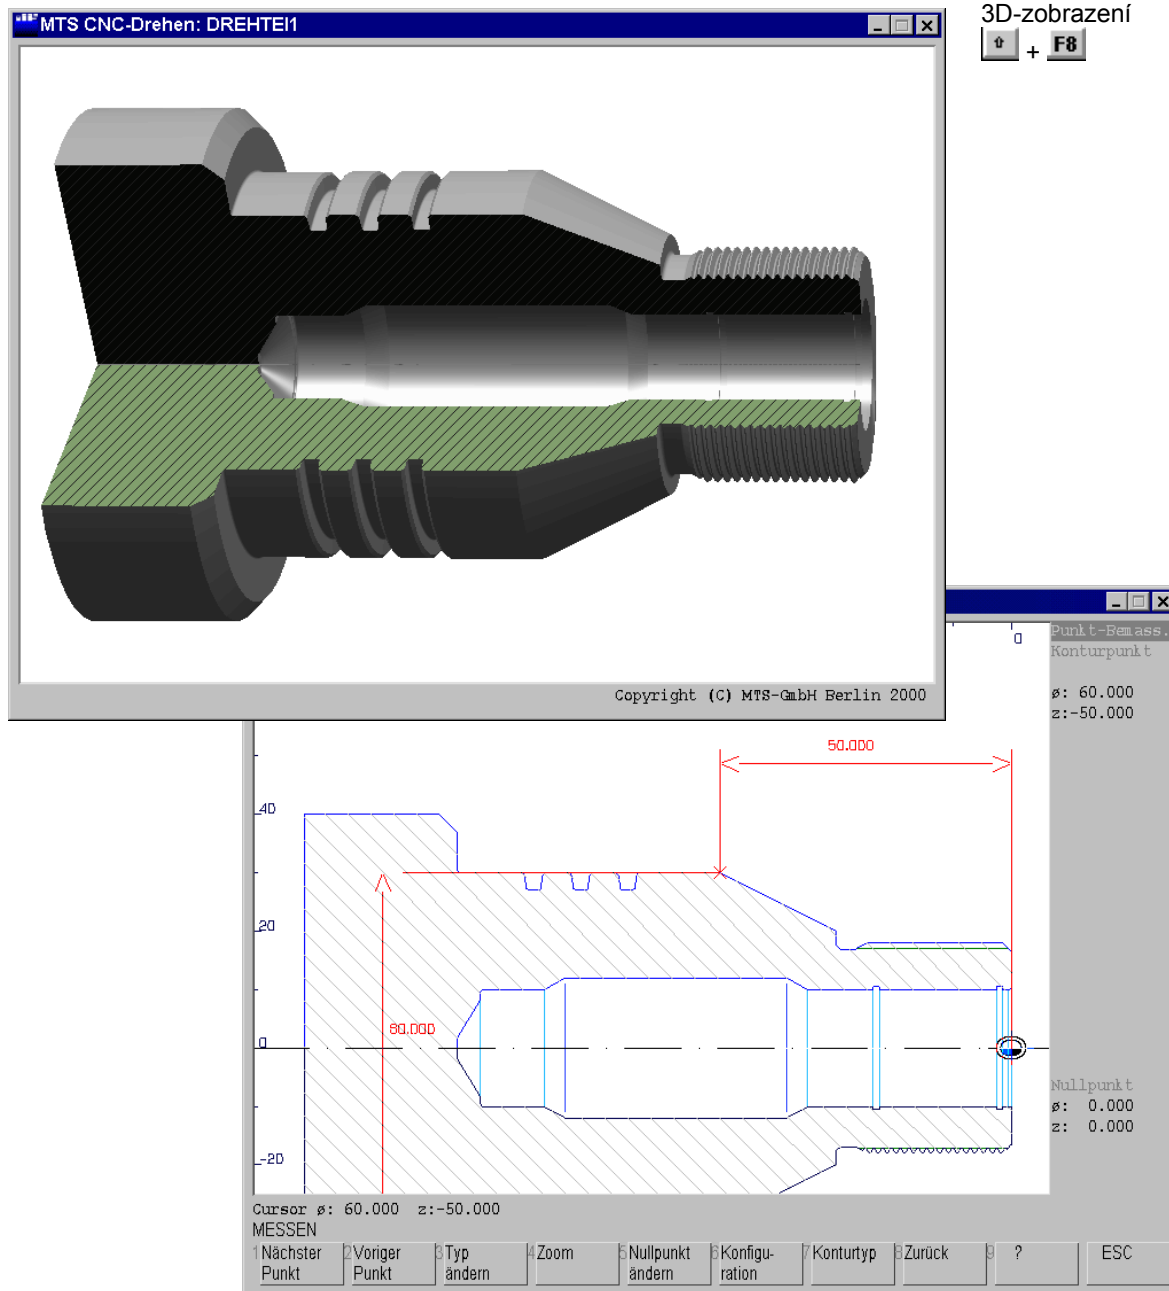 3D-zobrazení
⇧ + F8
MTS CNC-Drehen: DREHTEI1
Copyright (C) MTS-GmbH Berlin 2000
0
Punkt-Bemass.
Konturpunkt
ø: 60.000
z:-50.000
50.000
40
20
0
-20
60.000
Nullpunkt
ø: 0.000
z: 0.000
Cursor ø: 60.000 z:-50.000
MESSEN
1 Nächster Punkt
2 Voriger Punkt
3 Typ ändern
4 Zoom
5 Nullpunkt ändern
6 Konfigu- ration
7 Konturtyp
8 Zurück
9 ?
ESC